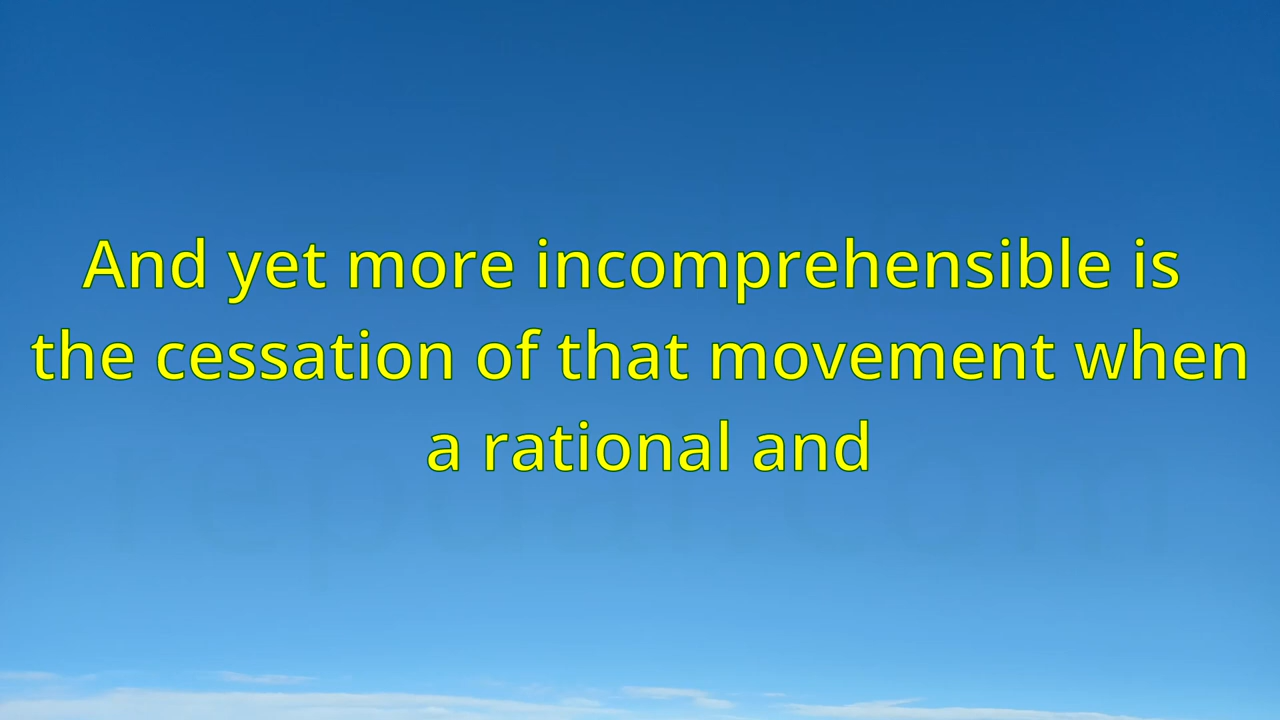 And yet more incomprehensible is
the cessation of that movement when
a rational and